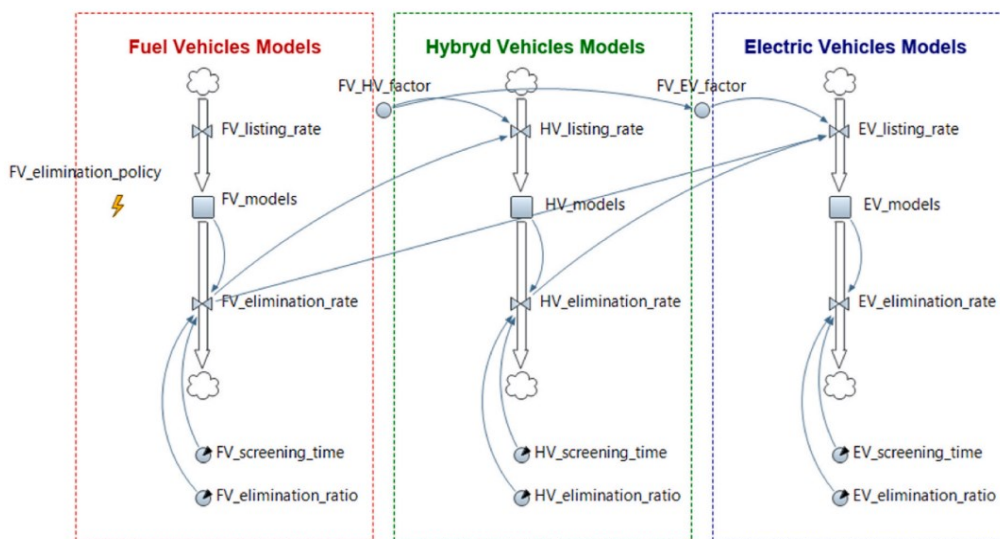 Fuel Vehicles Models
Hybryd Vehicles Models
Electric Vehicles Models
FV_HV_factor
FV_EV_factor
FV_listing_rate
HV_listing_rate
EV_listing_rate
FV_elimination_policy
FV_models
HV_models
EV_models
FV_elimination_rate
HV_elimination_rate
EV_elimination_rate
FV_screening_time
HV_screening_time
EV_screening_time
FV_elimination_ratio
HV_elimination_ratio
EV_elimination_ratio